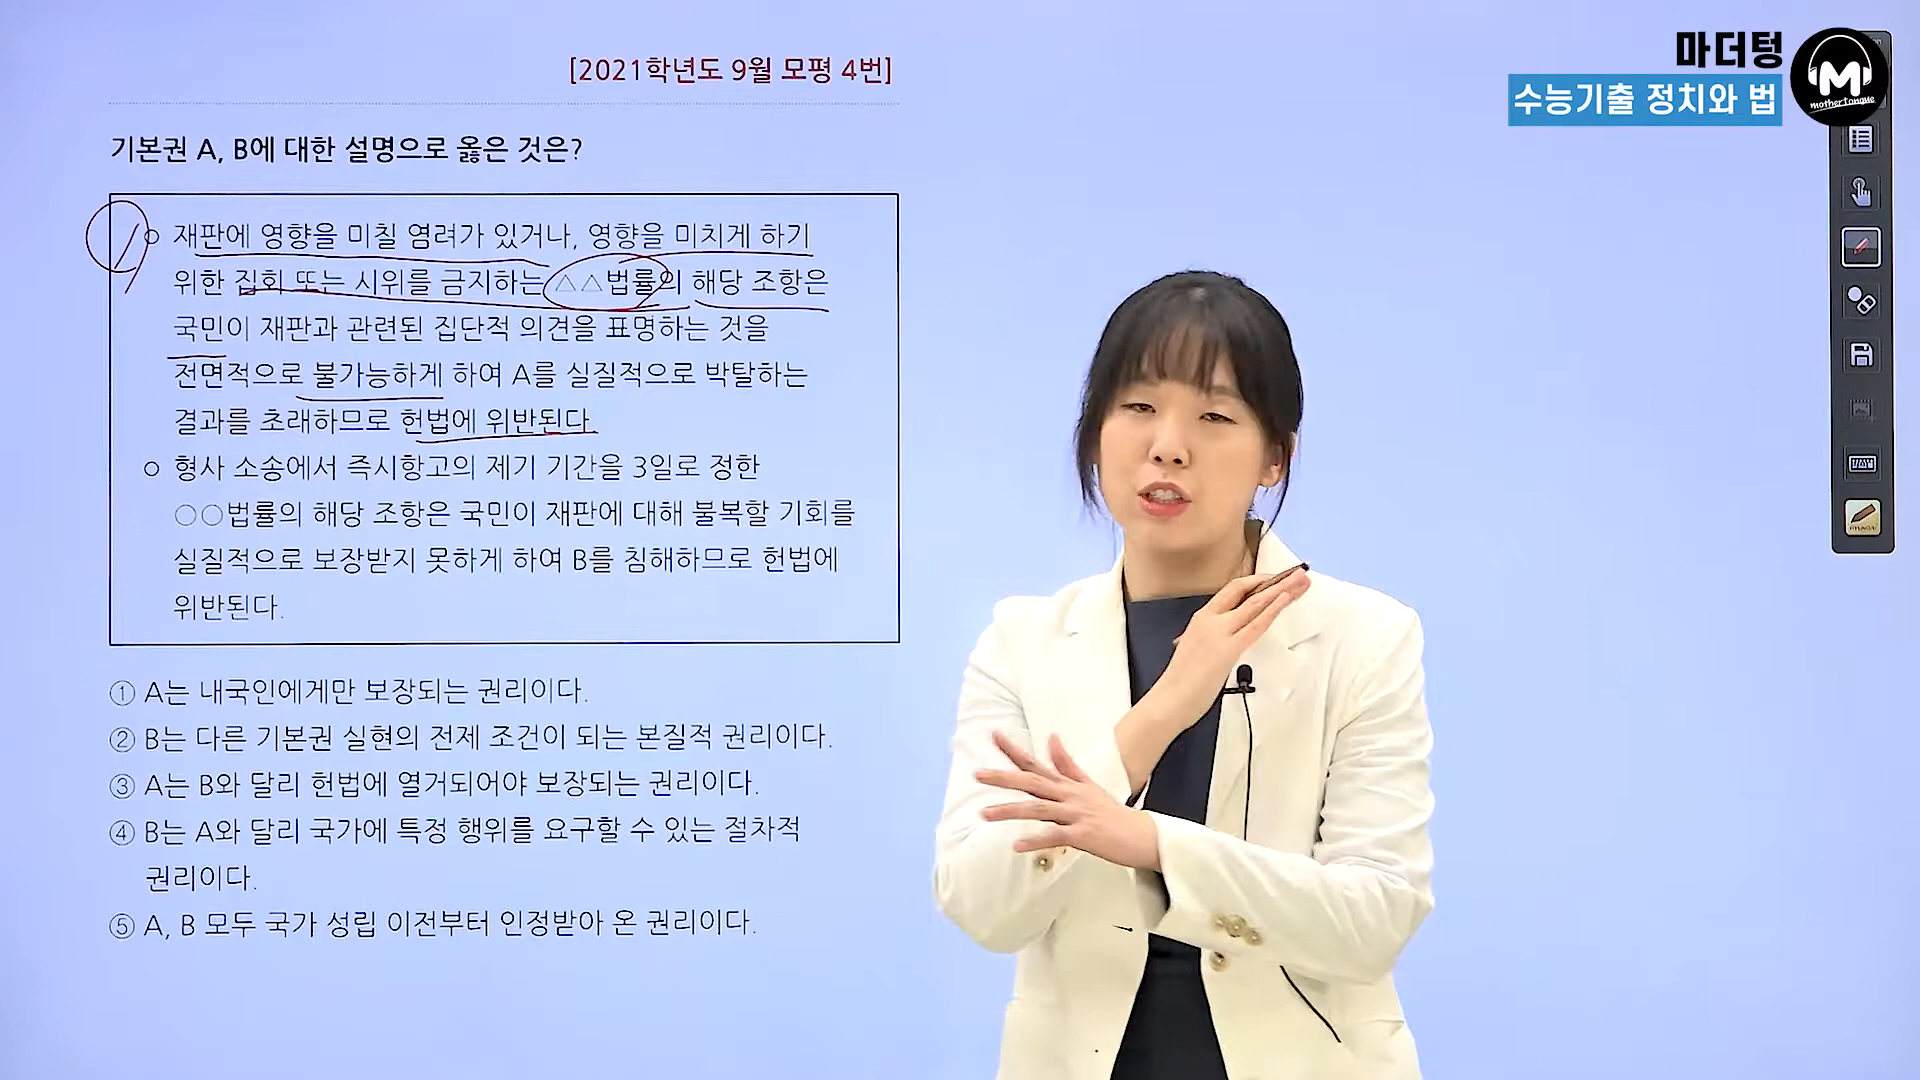 [2021학년도 9월 모평 4번]
마더텅
수능기출 정치와 법
M
mothertongue
기본권 A, B에 대한 설명으로 옳은 것은?
○ 재판에 영향을 미칠 염려가 있거나, 영향을 미치게 하기
위한 집회 또는 시위를 금지하는 △△법률의 해당 조항은
국민이 재판과 관련된 집단적 의견을 표명하는 것을
전면적으로 불가능하게 하여 A를 실질적으로 박탈하는
결과를 초래하므로 헌법에 위반된다.
○ 형사 소송에서 즉시항고의 제기 기간을 3일로 정한
○○법률의 해당 조항은 국민이 재판에 대해 불복할 기회를
실질적으로 보장받지 못하게 하여 B를 침해하므로 헌법에
위반된다.
① A는 내국인에게만 보장되는 권리이다.
② B는 다른 기본권 실현의 전제 조건이 되는 본질적 권리이다.
③ A는 B와 달리 헌법에 열거되어야 보장되는 권리이다.
④ B는 A와 달리 국가에 특정 행위를 요구할 수 있는 절차적
권리이다.
⑤ A, B 모두 국가 성립 이전부터 인정받아 온 권리이다.